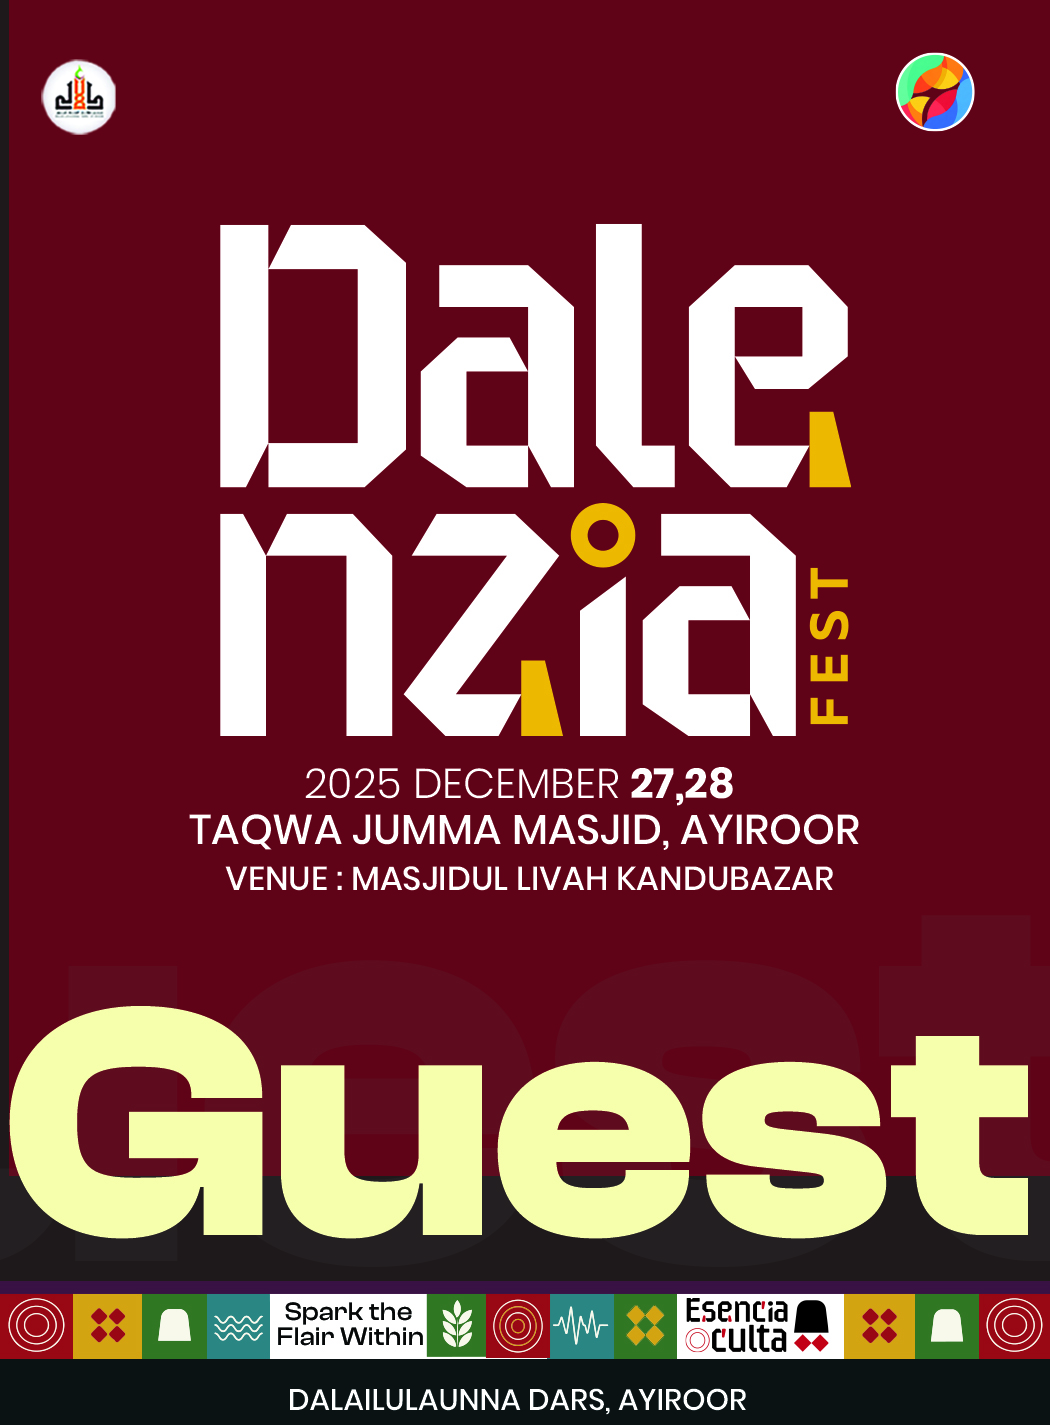 Dale
nzia
FEST
2025 DECEMBER 27,28
TAQWA JUMMA MASJID, AYIROOR
VENUE : MASJIDUL LIVAH KANDUBAZAR
Guest
Spark the
Flair Within
Esencia
Oculta
DALAILULAUNNA DARS, AYIROOR